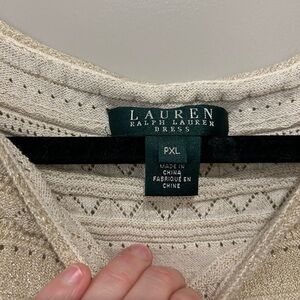 LAUREN
RALPH LAUREN
DRESS
PXL
MADE IN
CHINA
FABRIQUÉ EN
CHINE